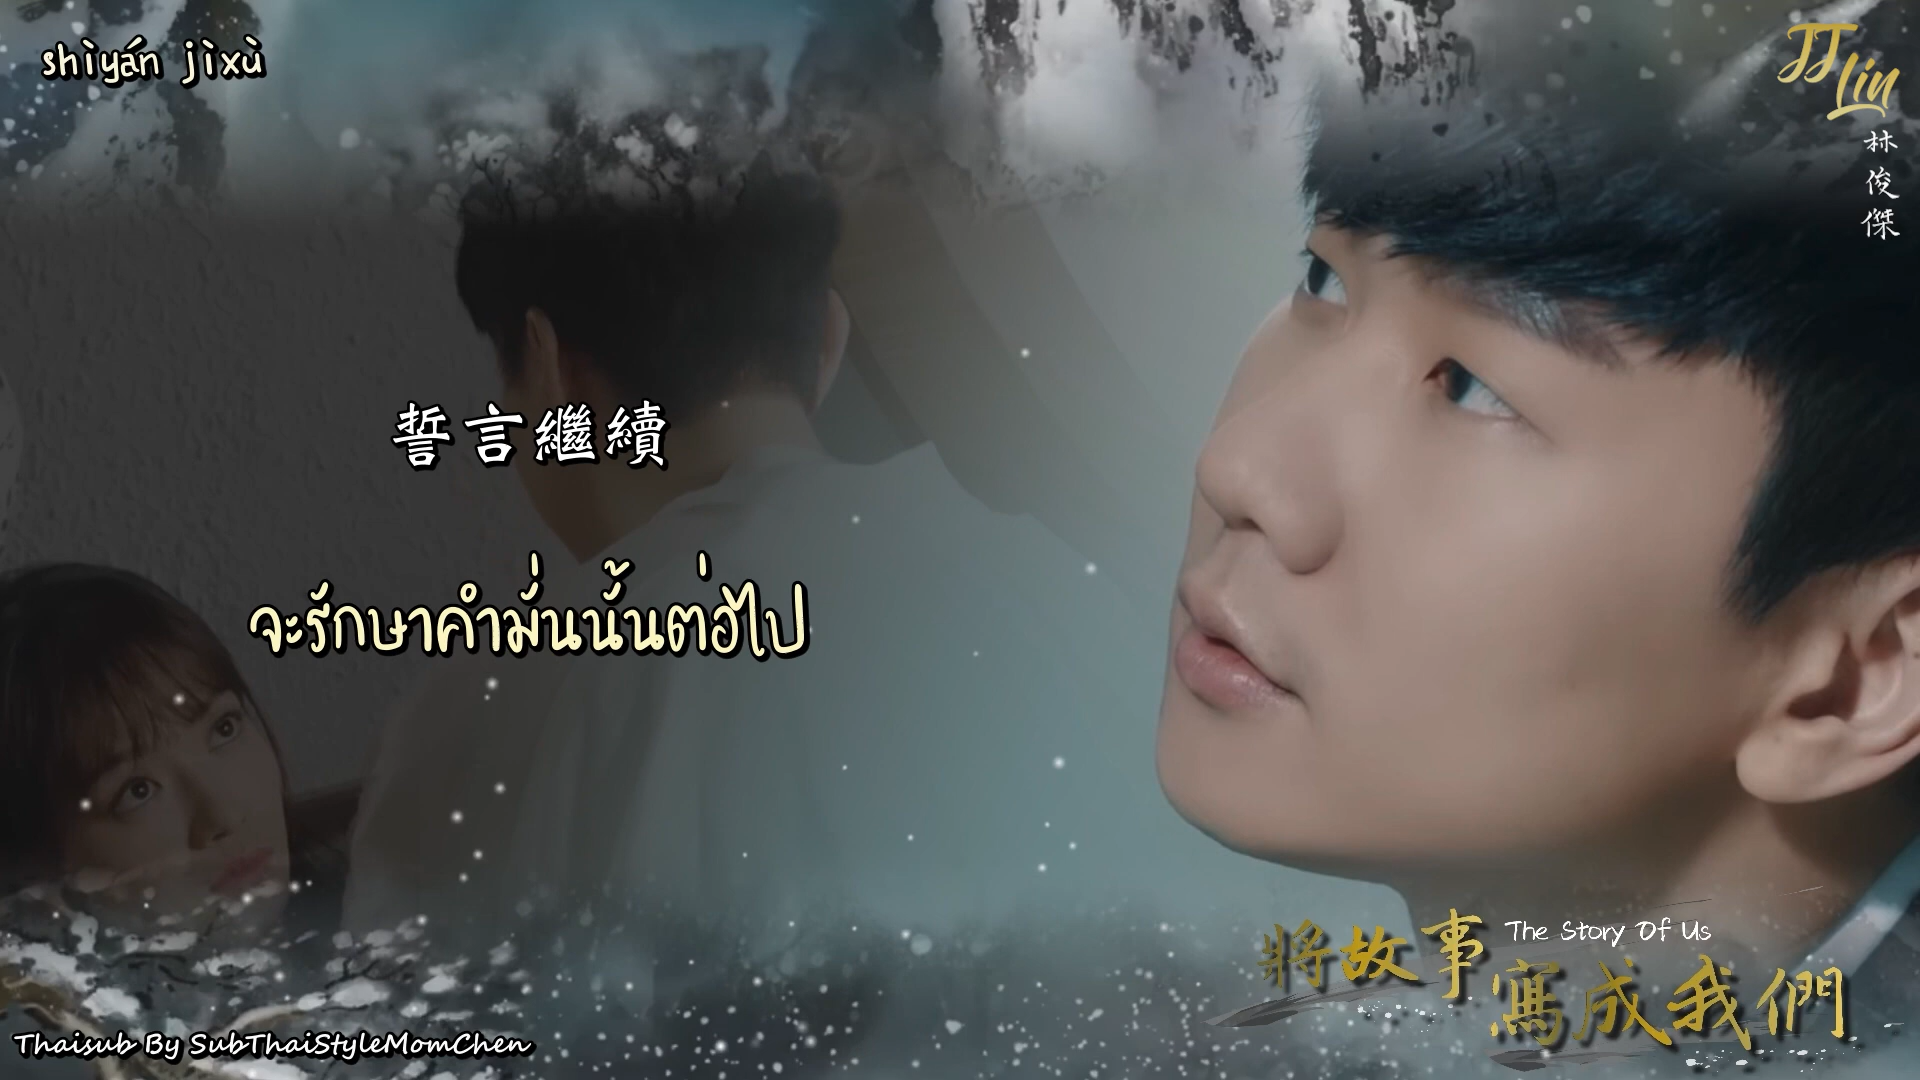 shìyán jìxù
JJ Lin
林俊傑
誓言繼續
จะรักษาคำมั่นนั้นต่อไป
將故事 The Story Of Us
寫成我們
Thaisub By SubThaiStyleMomChen